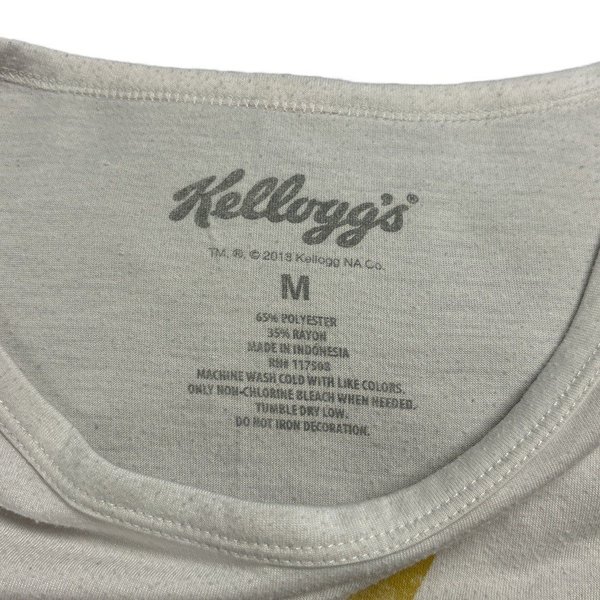 Kellogg's®
TM, ®, © 2018 Kellogg NA Co.
M
65% POLYESTER
35% RAYON
MADE IN INDONESIA
RN# 117508
MACHINE WASH COLD WITH LIKE COLORS.
ONLY NON-CHLORINE BLEACH WHEN NEEDED.
TUMBLE DRY LOW.
DO NOT IRON DECORATION.